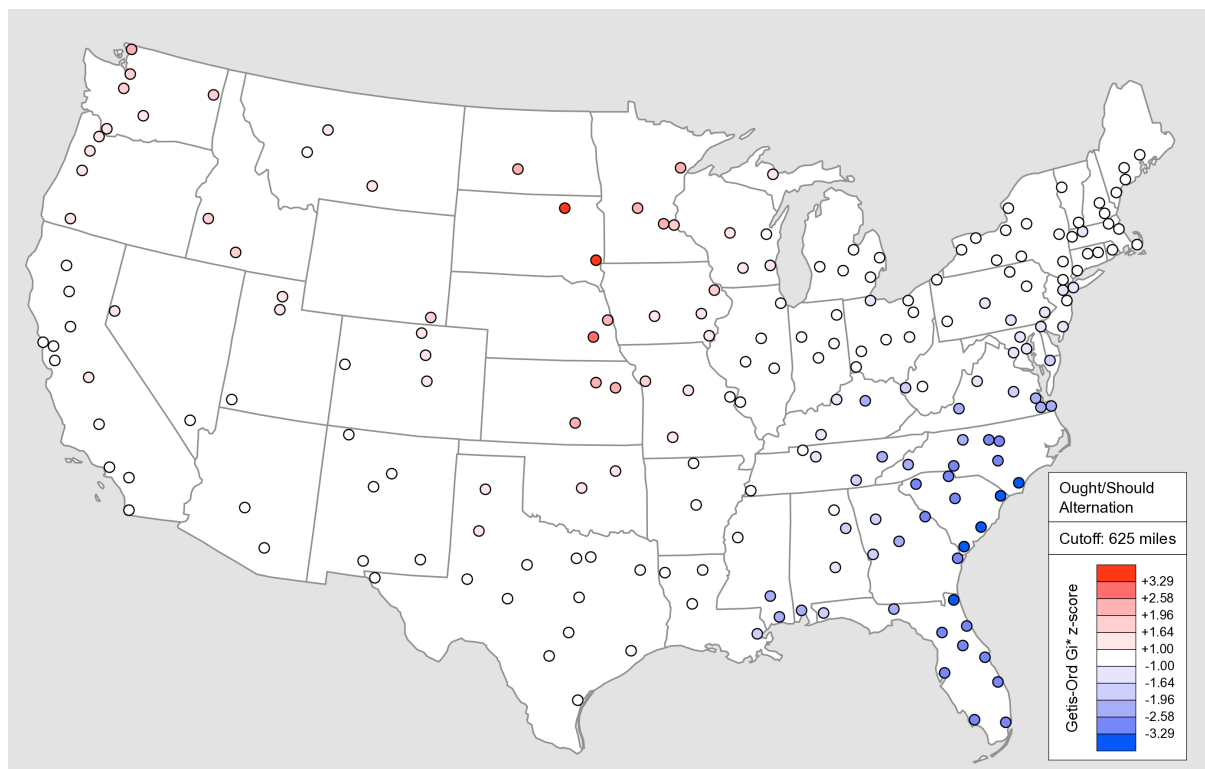 Ought/Should
Alternation
Cutoff: 625 miles
Getis-Ord Gi* z-score
+3.29
+2.58
+1.96
+1.64
+1.00
-1.00
-1.64
-1.96
-2.58
-3.29